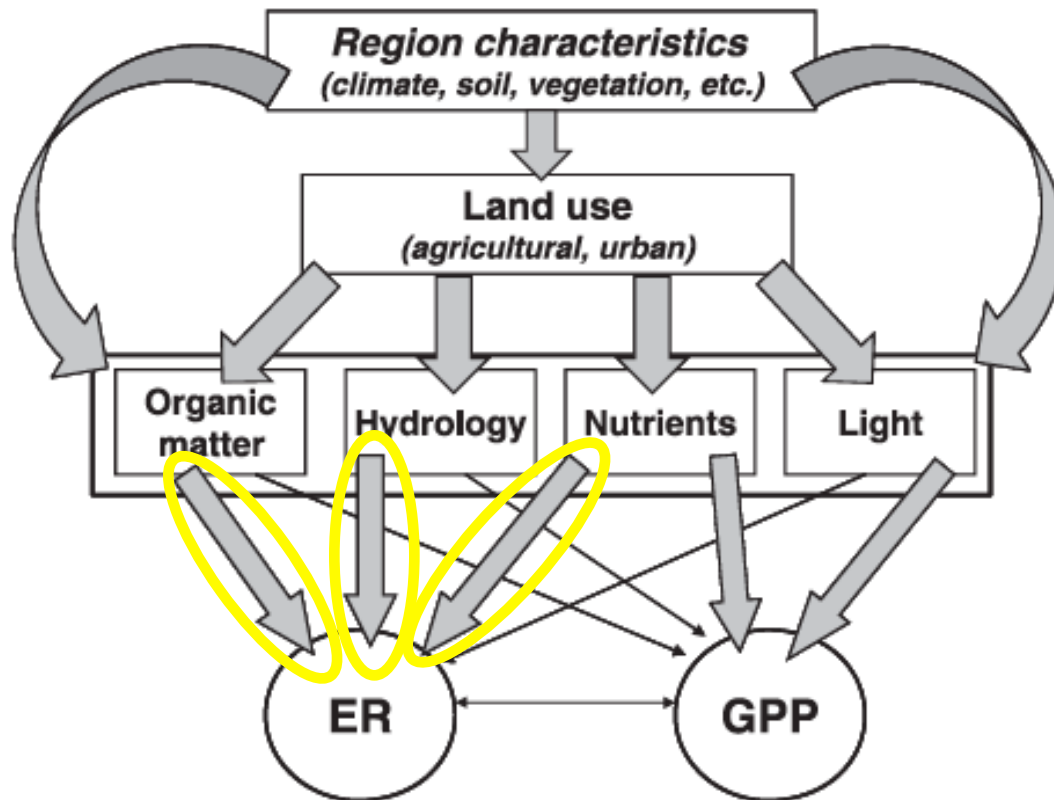 Region characteristics
(climate, soil, vegetation, etc.)
Land use
(agricultural, urban)
Organic
matter
Hydrology
Nutrients
Light
ER
GPP